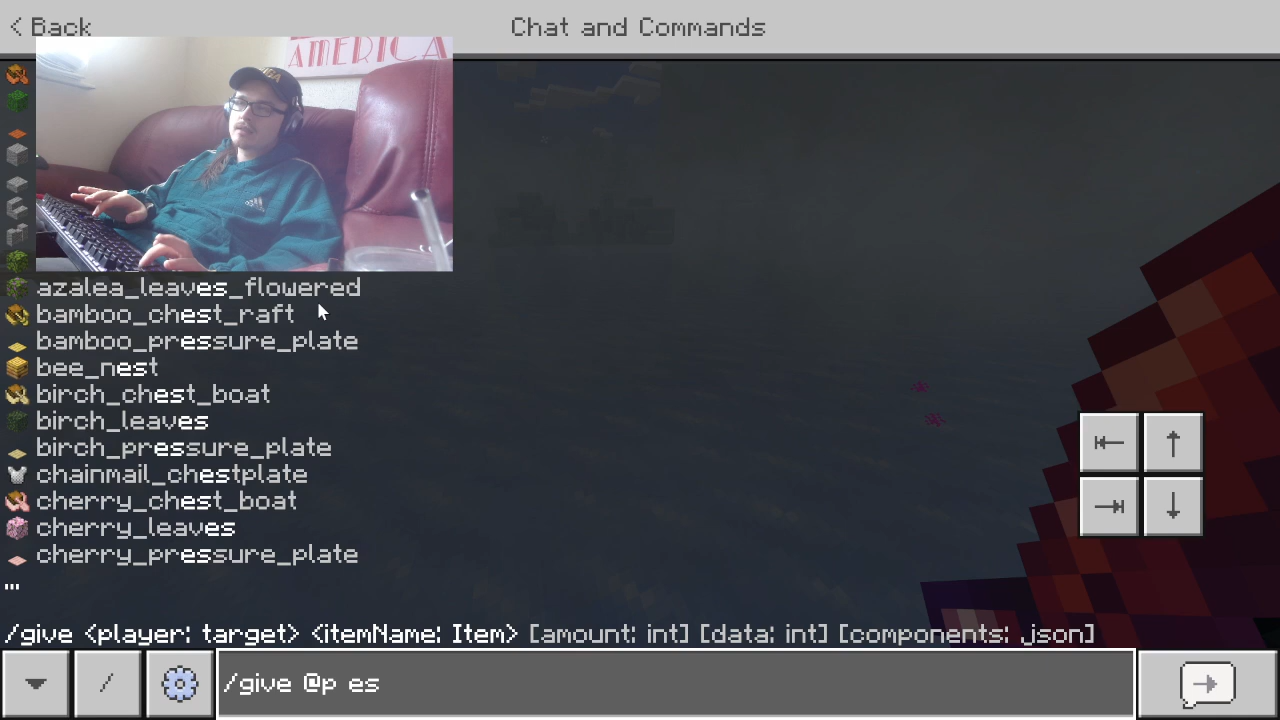 < Back
Chat and Commands
AMERICA
azalea_leaves_flowered
bamboo_chest_raft
bamboo_pressure_plate
bee_nest
birch_chest_boat
birch_leaves
birch_pressure_plate
chainmail_chestplate
cherry_chest_boat
cherry_leaves
cherry_pressure_plate
...
/give <player: target> <itemName: Item> [amount: int] [data: int] [components: .json]
/
/give @p es